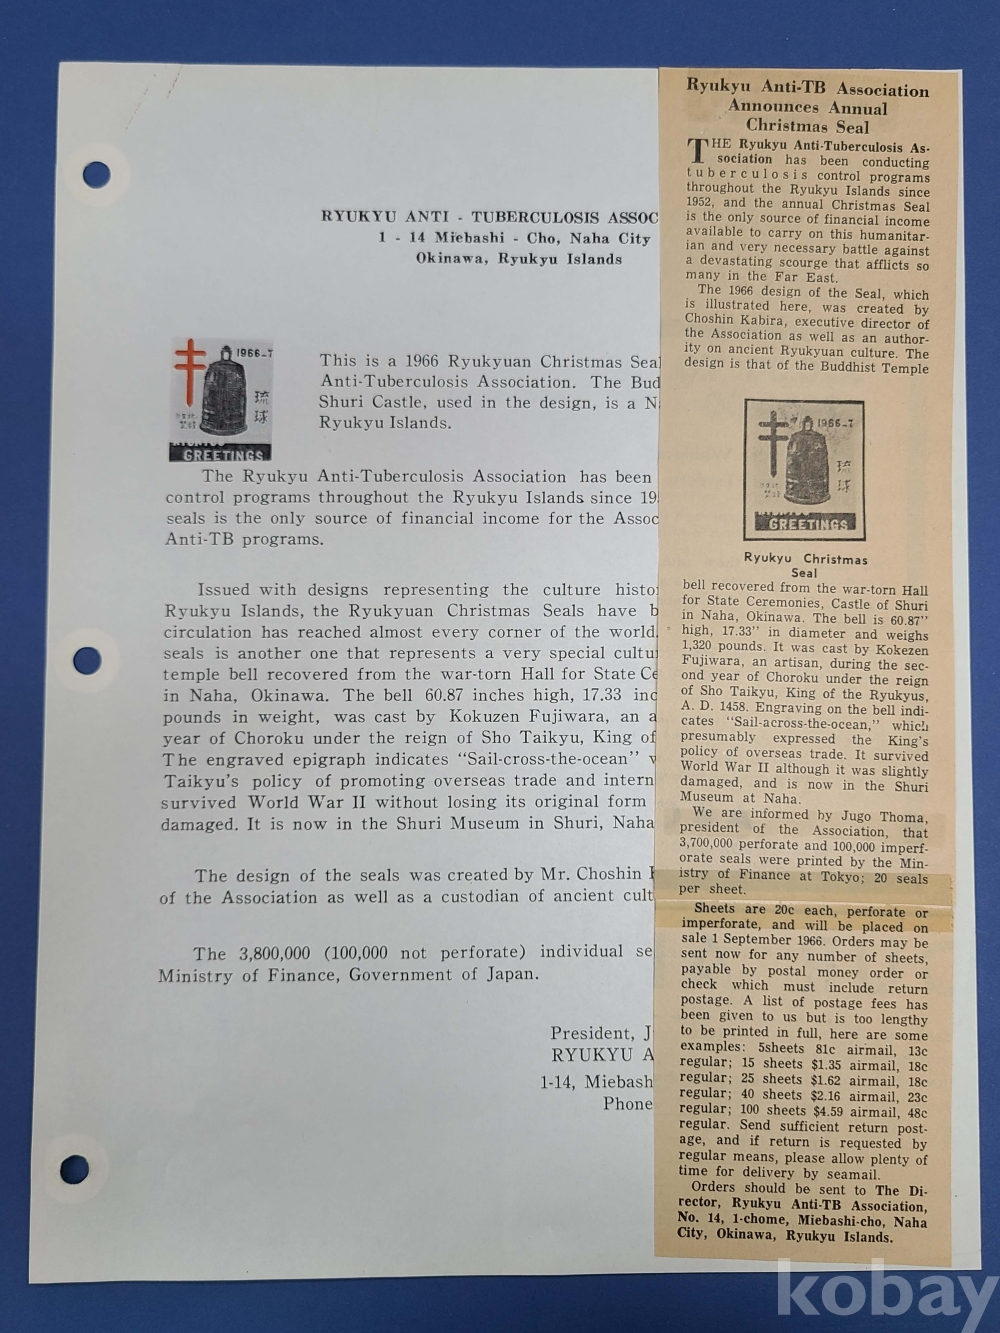 RYUKYU ANTI - TUBERCULOSIS ASSOC
1 - 14 Miebashi - Cho, Naha City
Okinawa, Ryukyu Islands
1966-7
琉
球
GREETINGS
This is a 1966 Ryukyuan Christmas Seal
Anti-Tuberculosis Association. The Bud
Shuri Castle, used in the design, is a N
Ryukyu Islands.
The Ryukyu Anti-Tuberculosis Association has been
control programs throughout the Ryukyu Islands since 19
seals is the only source of financial income for the Assoc
Anti-TB programs.
Issued with designs representing the culture histo
Ryukyu Islands, the Ryukyuan Christmas Seals have b
circulation has reached almost every corner of the world.
seals is another one that represents a very special cultu
temple bell recovered from the war-torn Hall for State Ce
in Naha, Okinawa. The bell 60.87 inches high, 17.33 inc
pounds in weight, was cast by Kokuzen Fujiwara, an a
year of Choroku under the reign of Sho Taikyu, King of
The engraved epigraph indicates "Sail-cross-the-ocean"
Taikyu's policy of promoting overseas trade and intern
survived World War II without losing its original form
damaged. It is now in the Shuri Museum in Shuri, Naha
The design of the seals was created by Mr. Choshin
of the Association as well as a custodian of ancient cult
The 3,800,000 (100,000 not perforate) individual se
Ministry of Finance, Government of Japan.
President, J
RYUKYU A
1-14, Miebash
Phone
Ryukyu Anti-TB Association
Announces Annual
Christmas Seal
THE Ryukyu Anti-Tuberculosis As-
sociation has been conducting
tuberculosis control programs
throughout the Ryukyu Islands since
1952, and the annual Christmas Seal
is the only source of financial income
available to carry on this humanitar-
ian and very necessary battle against
a devastating scourge that afflicts so
many in the Far East.
The 1966 design of the Seal, which
is illustrated here, was created by
Choshin Kabira, executive director of
the Association as well as an author-
ity on ancient Ryukyuan culture. The
design is that of the Buddhist Temple
1966-7
琉
球
GREETINGS
Ryukyu Christmas
Seal
bell recovered from the war-torn Hall
for State Ceremonies, Castle of Shuri
in Naha, Okinawa. The bell is 60.87"
high, 17.33" in diameter and weighs
1,320 pounds. It was cast by Kokezen
Fujiwara, an artisan, during the sec-
ond year of Choroku under the reign
of Sho Taikyu, King of the Ryukyus,
A. D. 1458. Engraving on the bell indi-
cates "Sail-across-the-ocean," which
presumably expressed the King's
policy of overseas trade. It survived
World War II although it was slightly
damaged, and is now in the Shuri
Museum at Naha.
We are informed by Jugo Thoma,
president of the Association, that
3,700,000 perforate and 100,000 imperf-
orate seals were printed by the Min-
istry of Finance at Tokyo; 20 seals
per sheet.
Sheets are 20c each, perforate or
imperforate, and will be placed on
sale 1 September 1966. Orders may be
sent now for any number of sheets,
payable by postal money order or
check which must include return
postage. A list of postage fees has
been given to us but is too lengthy
to be printed in full, here are some
examples: 5sheets 81c airmail, 13c
regular; 15 sheets $1.35 airmail, 18c
regular; 25 sheets $1.62 airmail, 18c
regular; 40 sheets $2.16 airmail, 23c
regular; 100 sheets $4.59 airmail, 48c
regular. Send sufficient return post-
age, and if return is requested by
regular means, please allow plenty of
time for delivery by seamail.
Orders should be sent to The Di-
rector, Ryukyu Anti-TB Association,
No. 14, 1-chome, Miebashi-cho, Naha
City, Okinawa, Ryukyu Islands.
kobay